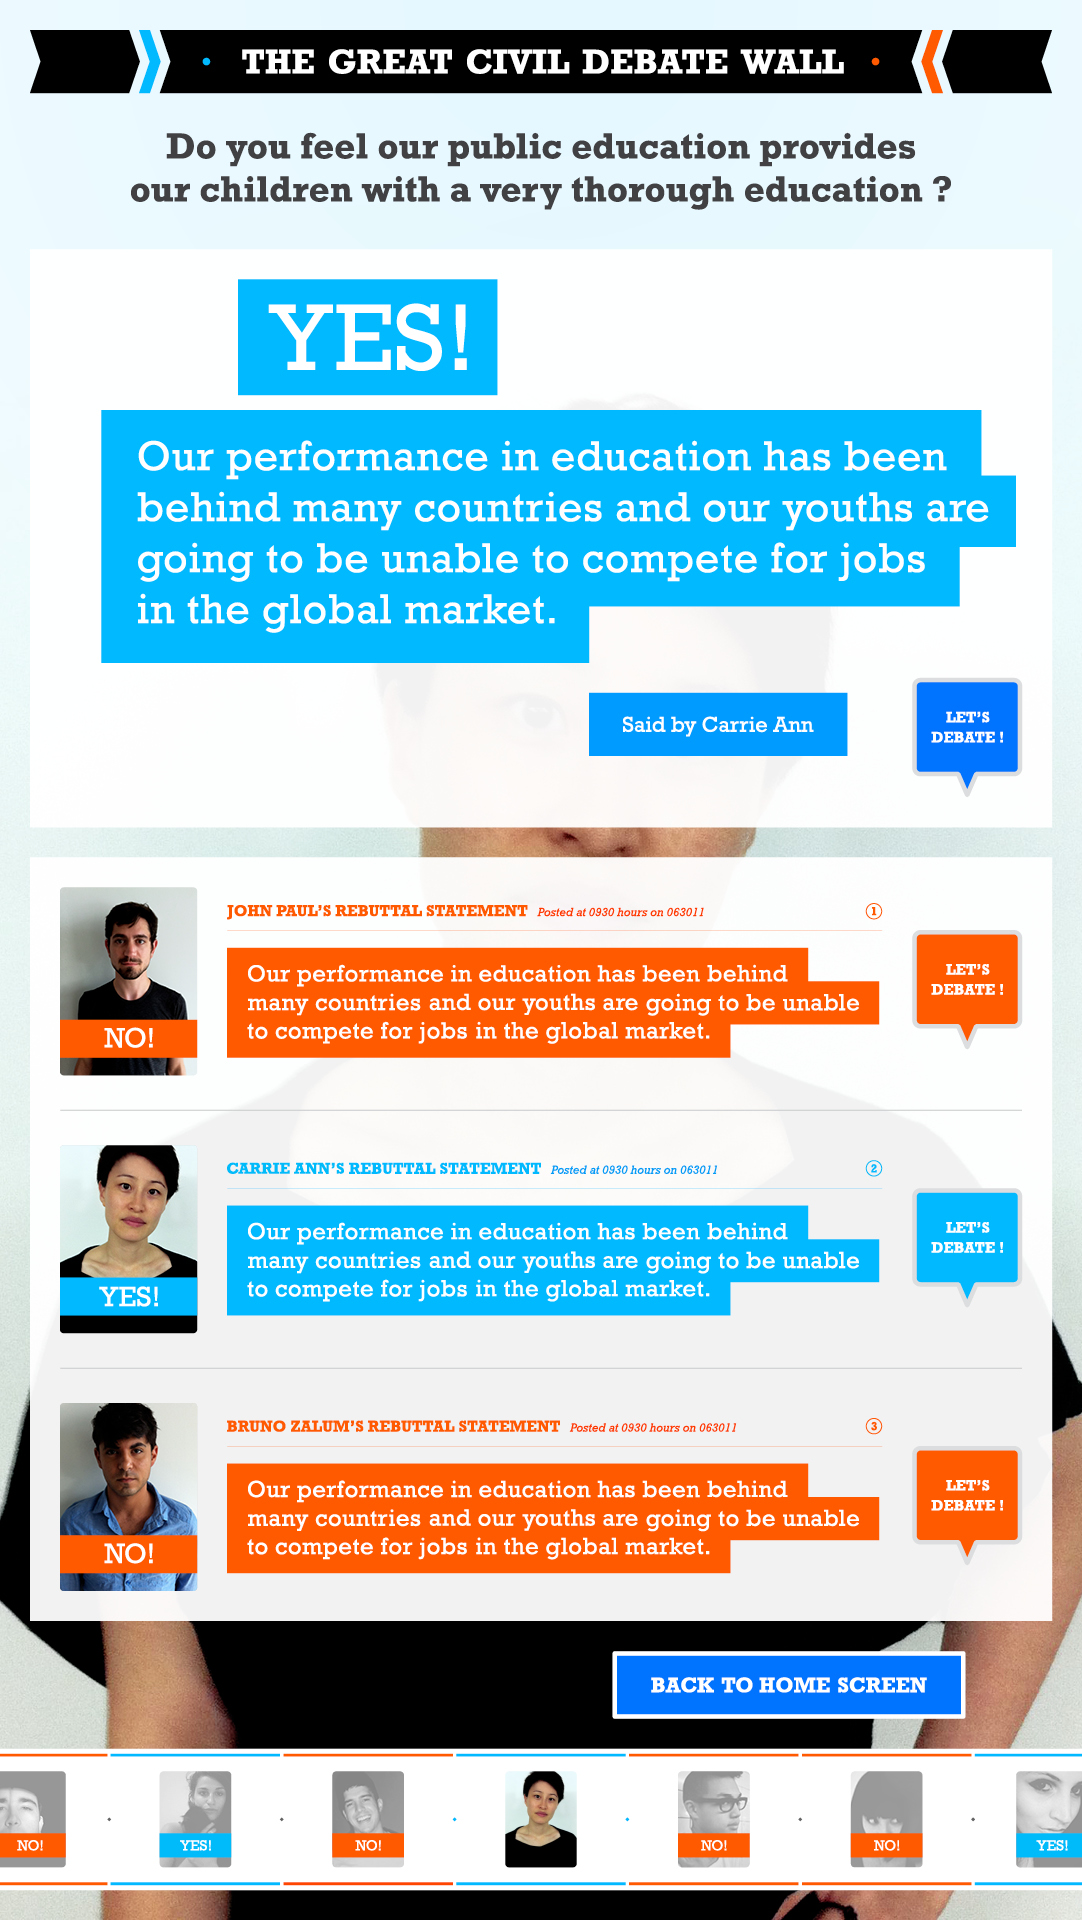 THE GREAT CIVIL DEBATE WALL
Do you feel our public education provides
our children with a very thorough education ?
YES!
Our performance in education has been
behind many countries and our youths are
going to be unable to compete for jobs
in the global market.
Said by Carrie Ann
LET'S
DEBATE !
JOHN PAUL'S REBUTTAL STATEMENT Posted at 0930 hours on 063011 1
Our performance in education has been behind
many countries and our youths are going to be unable
to compete for jobs in the global market.
NO!
LET'S
DEBATE !
CARRIE ANN'S REBUTTAL STATEMENT Posted at 0930 hours on 063011 2
Our performance in education has been behind
many countries and our youths are going to be unable
to compete for jobs in the global market.
YES!
LET'S
DEBATE !
BRUNO ZALUM'S REBUTTAL STATEMENT Posted at 0930 hours on 063011 3
Our performance in education has been behind
many countries and our youths are going to be unable
to compete for jobs in the global market.
NO!
LET'S
DEBATE !
BACK TO HOME SCREEN
NO! YES! NO! NO! NO! YES!